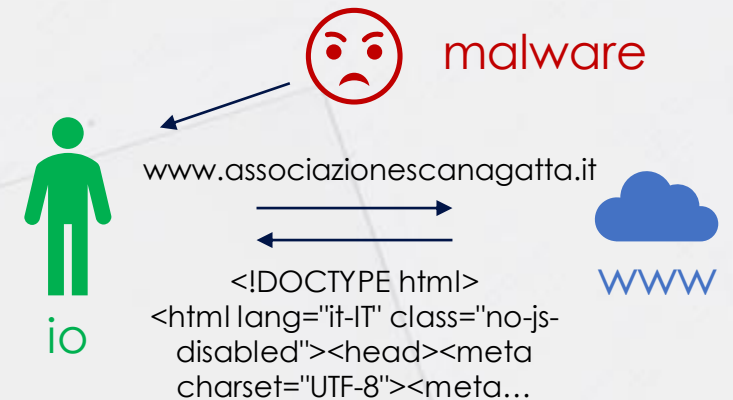 malware
www.associazionescanagatta.it
<!DOCTYPE html>
<html lang="it-IT" class="no-js-
disabled"><head><meta
charset="UTF-8"><meta…
www
io